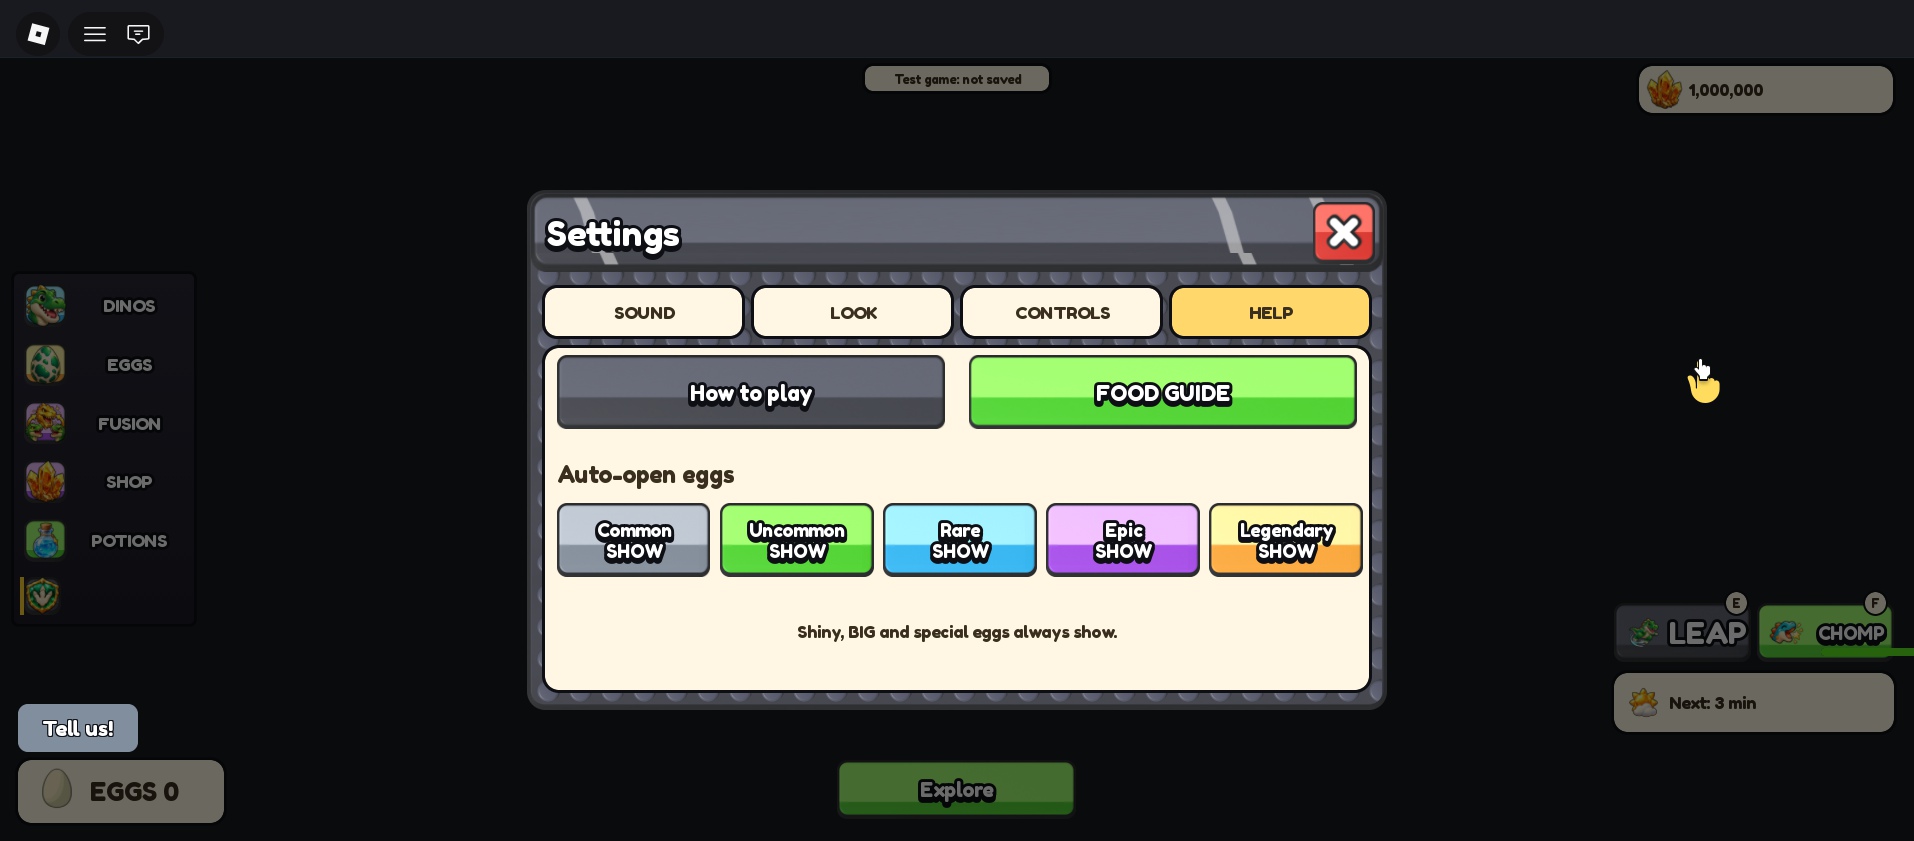 Test game: not saved
1,000,000
Settings
SOUND
LOOK
CONTROLS
HELP
How to play
FOOD GUIDE
Auto-open eggs
Common
SHOW
Uncommon
SHOW
Rare
SHOW
Epic
SHOW
Legendary
SHOW
Shiny, BIG and special eggs always show.
DINOS
EGGS
FUSION
SHOP
POTIONS
E
LEAP
F
CHOMP
Next: 3 min
Tell us!
EGGS 0
Explore